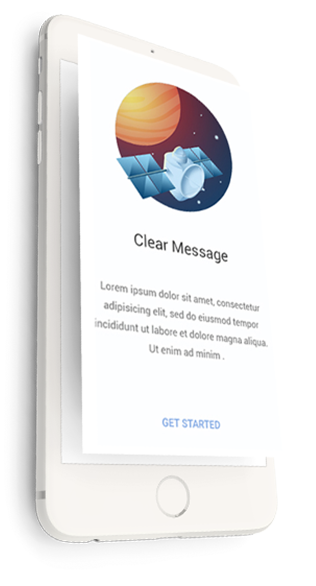 Clear Message
Lorem ipsum dolor sit amet, consectetur
adipisicing elit, sed do eiusmod tempor
incididunt ut labore et dolore magna aliqua.
Ut enim ad minim .
GET STARTED